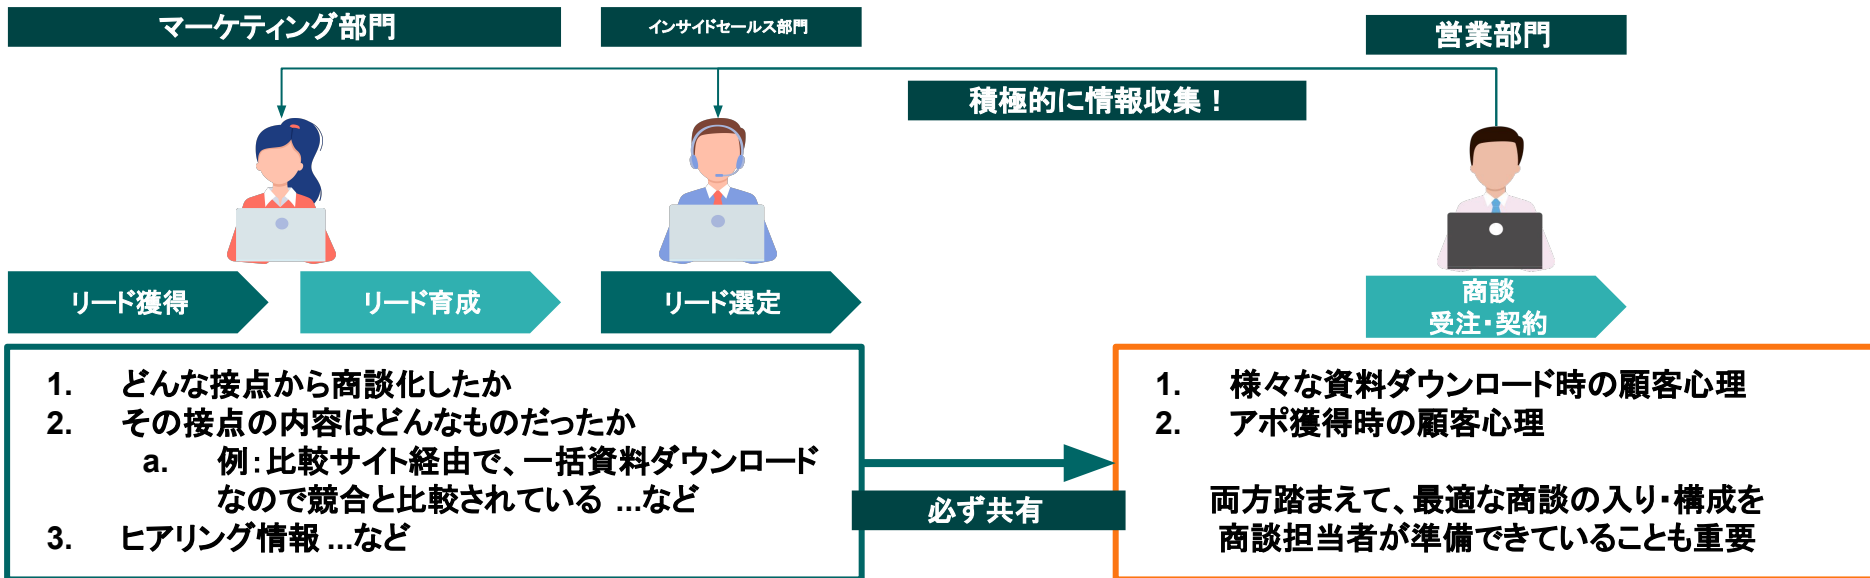 マーケティング部門
インサイドセールス部門
営業部門
積極的に情報収集！
リード獲得
リード育成
リード選定
商談
受注・契約
1. どんな接点から商談化したか
2. その接点の内容はどんなものだったか
a. 例：比較サイト経由で、一括資料ダウンロード
なので競合と比較されている ...など
3. ヒアリング情報 ...など
必ず共有
1. 様々な資料ダウンロード時の顧客心理
2. アポ獲得時の顧客心理
両方踏まえて、最適な商談の入り・構成を
商談担当者が準備できていることも重要